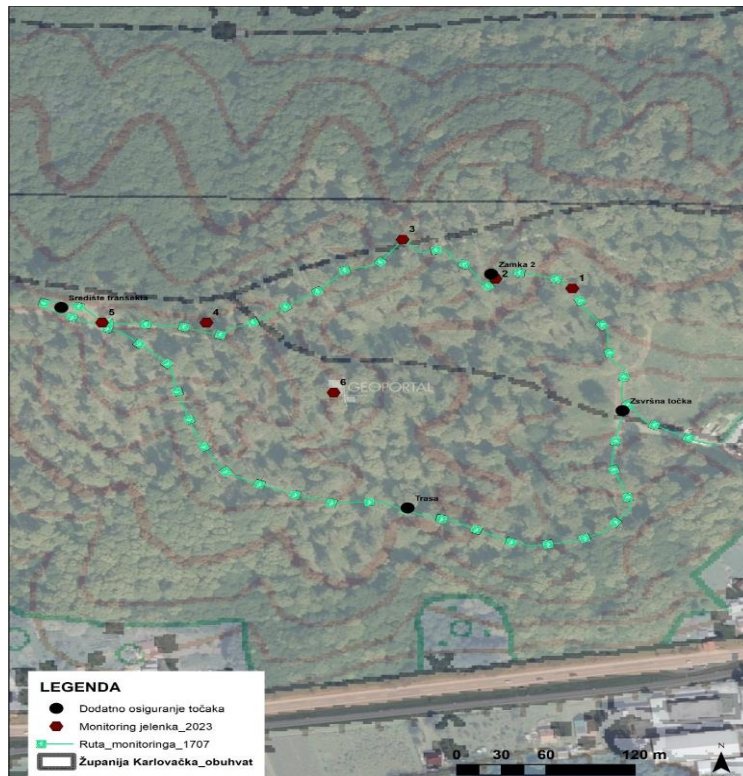 3
Zamka 2
2
1
Središte transekta
4
5
6
GEOPORTAL
Zsvršna točka
Trasa
LEGENDA
Dodatno osiguranje točaka
Monitoring jelenka_2023
Ruta_monitoringa_1707
Županija Karlovačka_obuhvat
0 30 60 120 m
N